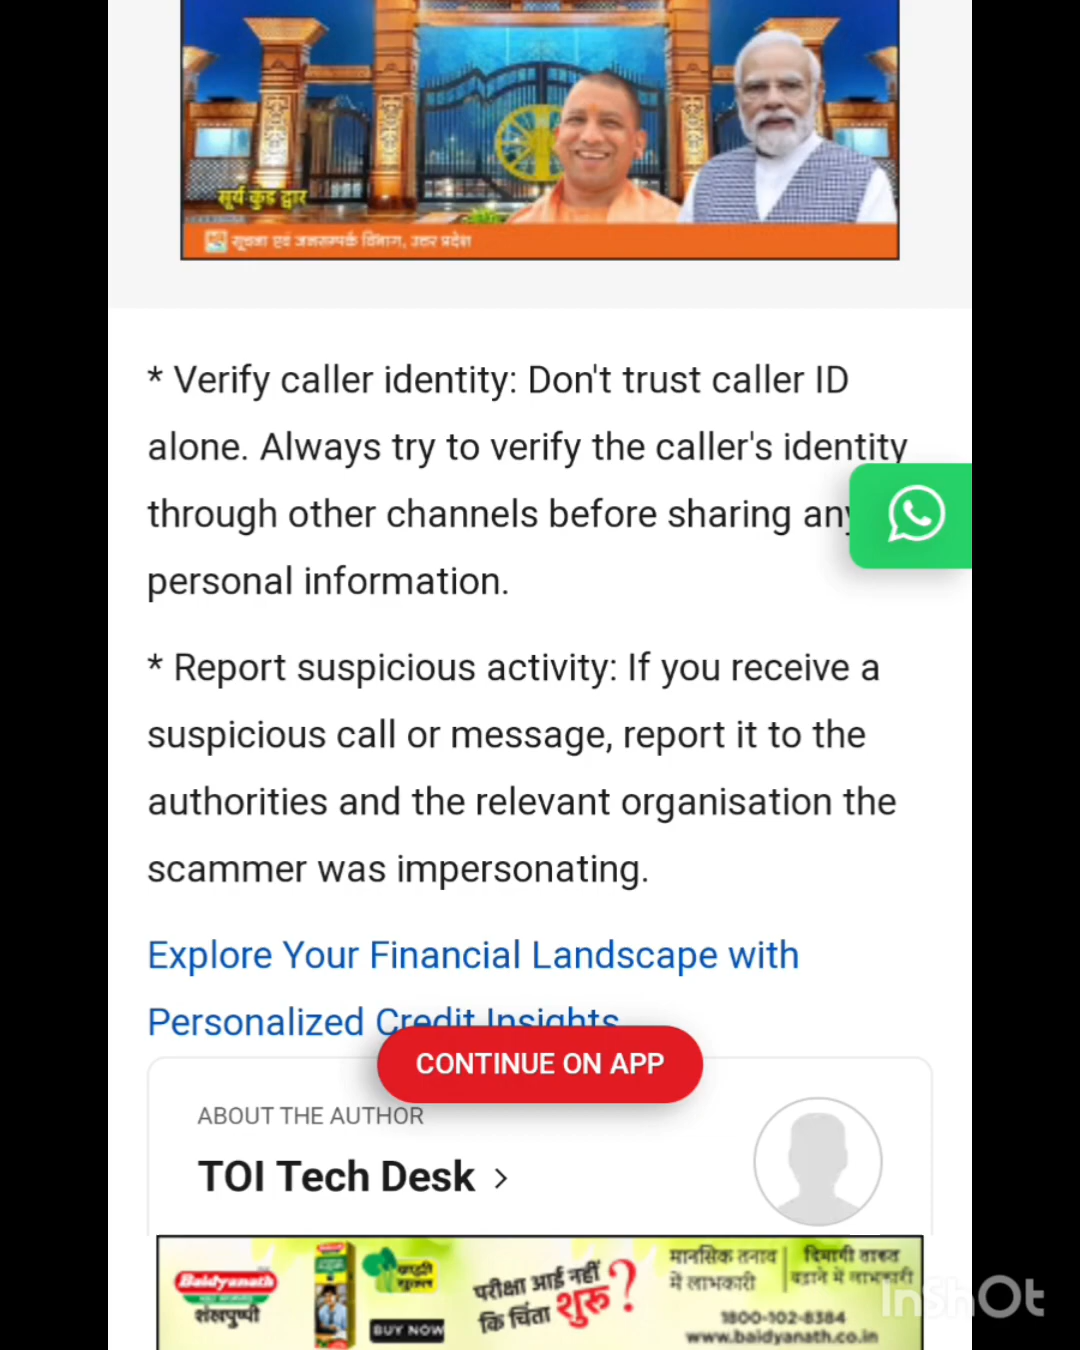 सूर्य कुंड द्वार
सूचना एवं जनसम्पर्क विभाग, उत्तर प्रदेश
* Verify caller identity: Don't trust caller ID
alone. Always try to verify the caller's identity
through other channels before sharing any
personal information.
* Report suspicious activity: If you receive a
suspicious call or message, report it to the
authorities and the relevant organisation the
scammer was impersonating.
Explore Your Financial Landscape with
Personalized Credit Insights
CONTINUE ON APP
ABOUT THE AUTHOR
TOI Tech Desk >
Baidyanath
शंखपुष्पी
ब्राह्मी
युक्त
BUY NOW
परीक्षा आई नहीं
कि चिंता शुरू ?
मानसिक तनाव
में लाभकारी
दिमागी ताकत
बढ़ाने में लाभकारी
1800-102-8384
www.baidyanath.co.in
InShOt